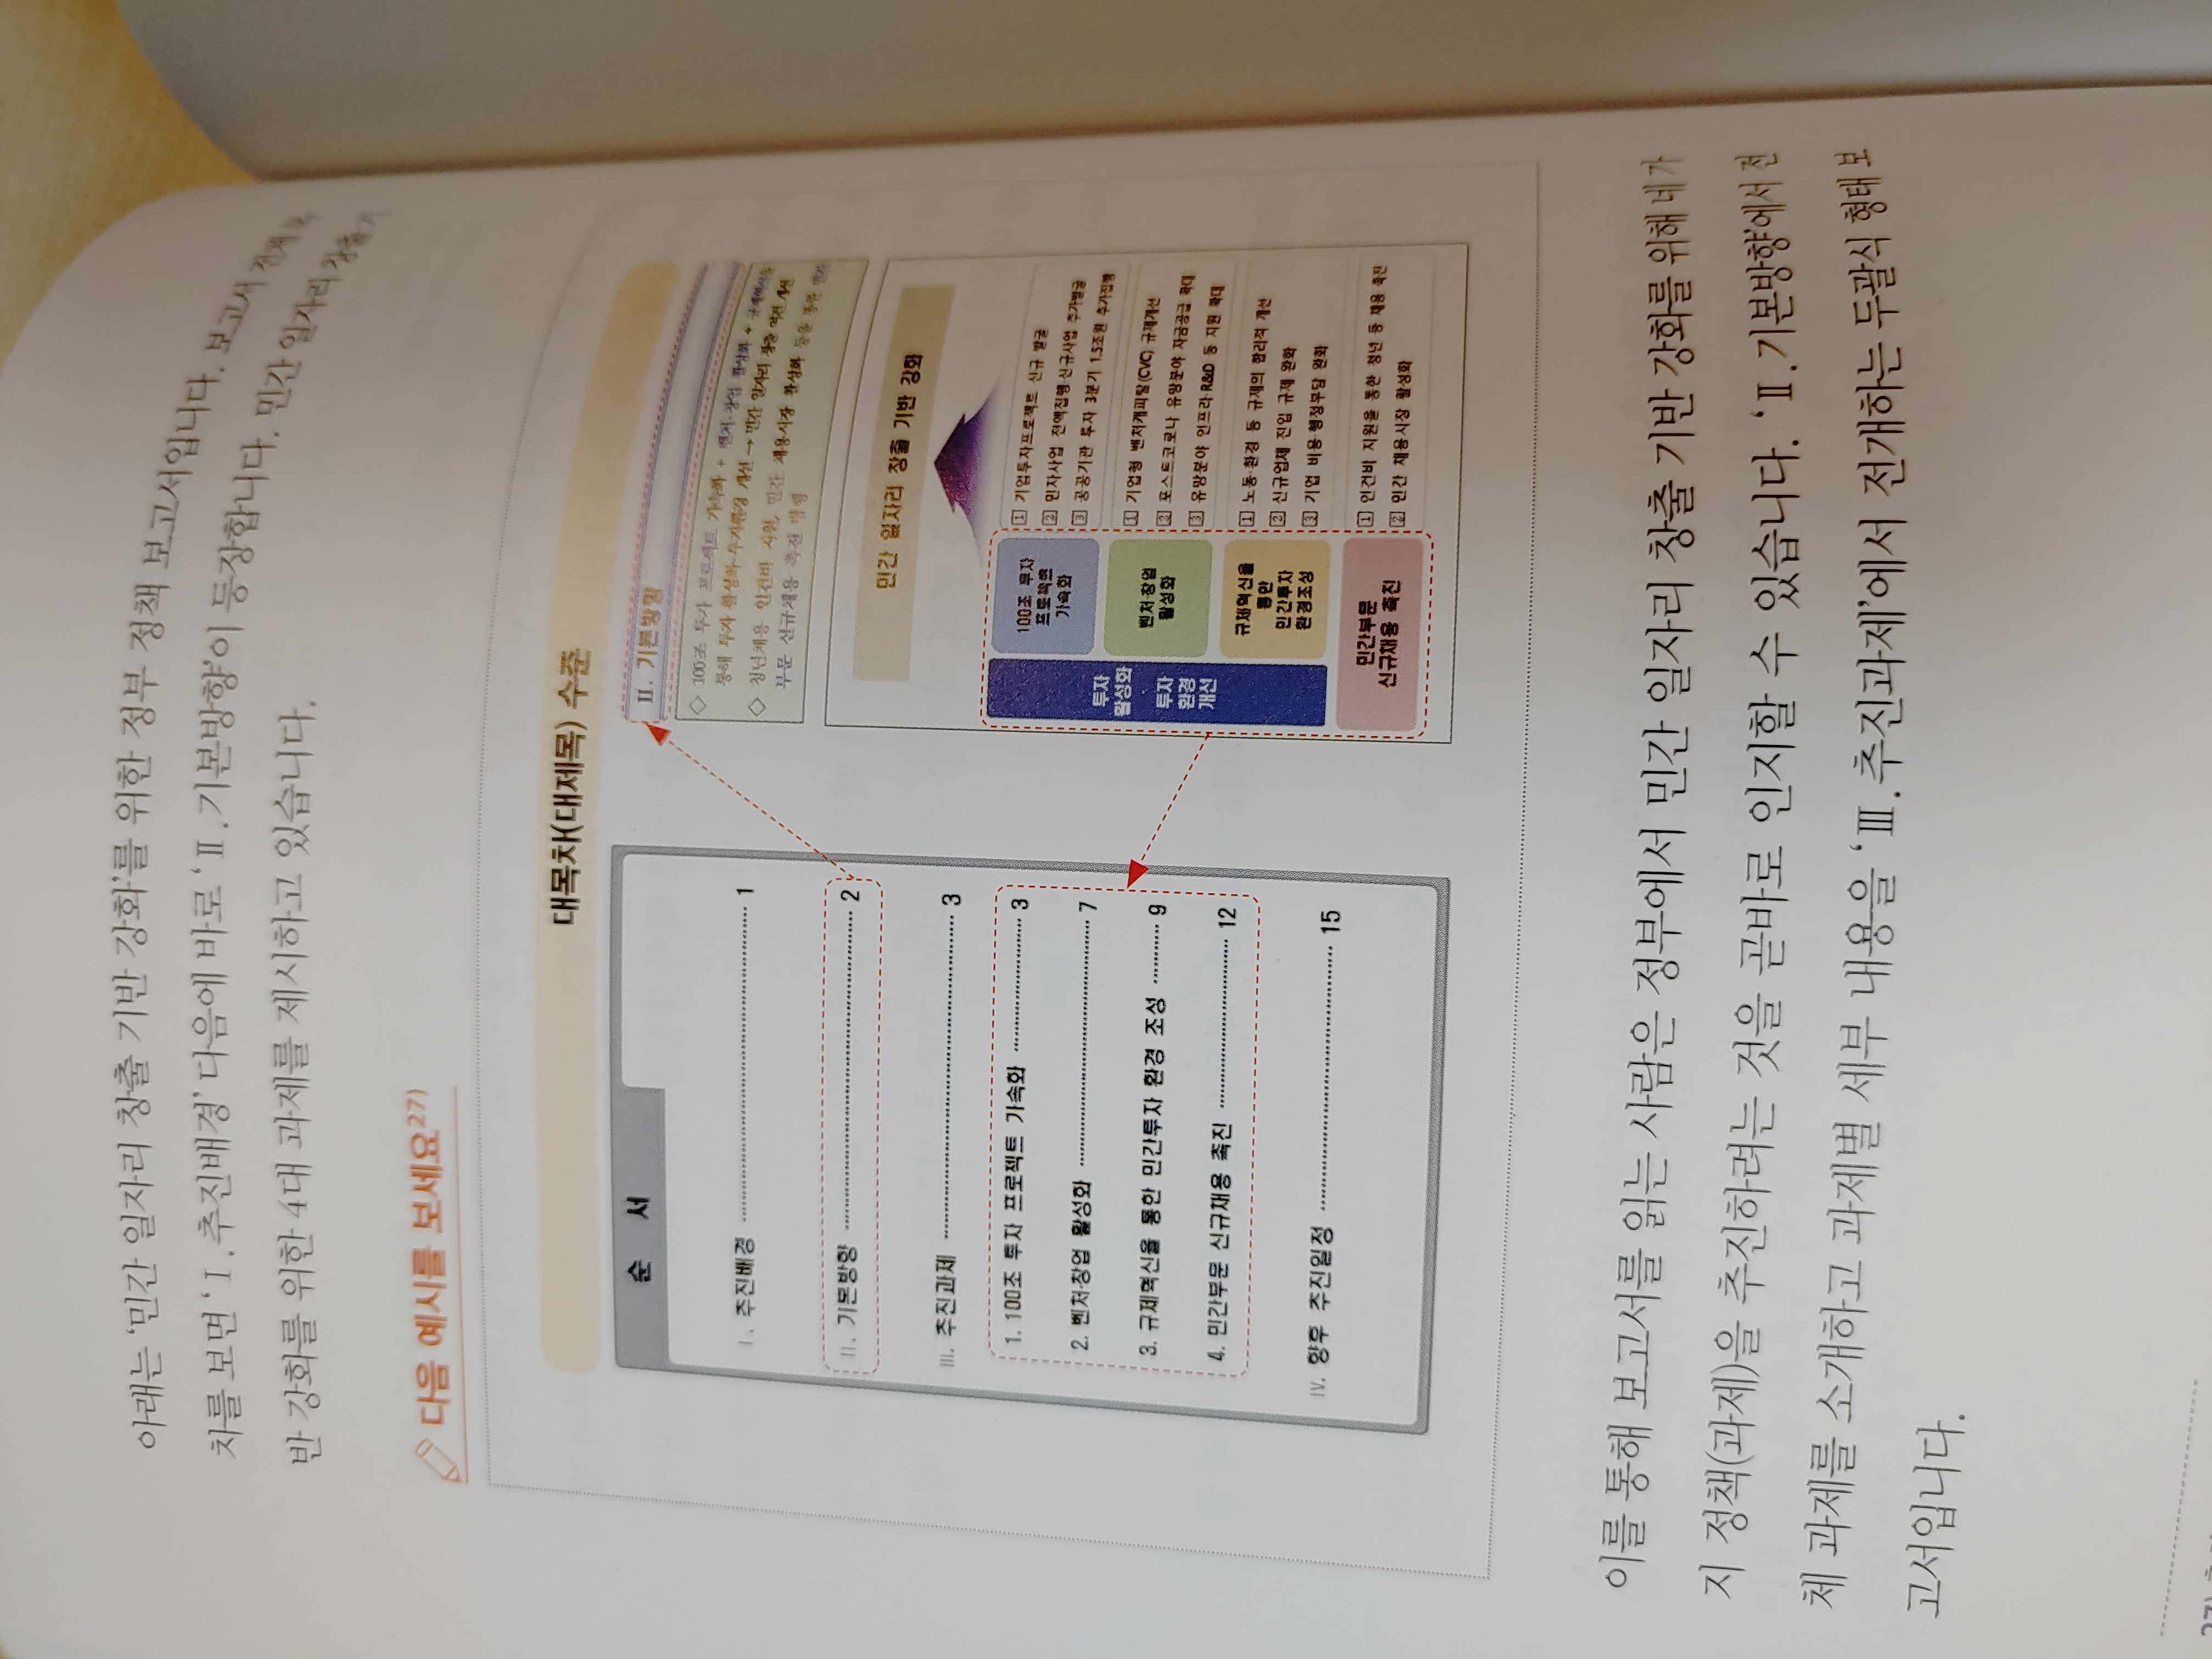 아래는 ‘민간 일자리 창출 기반 강화’를 위한 정부 정책 보고서입니다. 보고서 전체 목
차를 보면 ‘Ⅰ.추진배경’ 다음에 바로 ‘Ⅱ.기본방향’이 등장합니다. 민간 일자리 창출 기
반 강화를 위한 4대 과제를 제시하고 있습니다.
다음 예시를 보세요27)
대목차(대제목) 수준
순 서
Ⅰ. 추진배경 1
Ⅱ. 기본방향 2
Ⅲ. 추진과제 3
1. 100조 투자 프로젝트 가속화 3
2. 벤처·창업 활성화 7
3. 규제혁신을 통한 민간투자 환경 조성 9
4. 민간부문 신규채용 촉진 12
Ⅳ. 향후 추진일정 15
Ⅱ. 기본방향
◇ 100조 투자 프로젝트 가속화 + 벤처·창업 활성화 + 규제혁신을
통해 투자 활성화·투자환경 개선 → 민간 일자리 창출 여건 개선
◇ 청년채용 인건비 지원, 민간 채용시장 활성화 등을 통한 민간
부문 신규채용 촉진 병행
민간 일자리 창출 기반 강화
투자
활성화
·
투자
환경
개선
100조 투자
프로젝트
가속화
1 기업투자프로젝트 신규 발굴
2 민자사업 전액집행·신규사업 추가발굴
3 공공기관 투자 3분기 1.5조원 추가집행
벤처·창업
활성화
1 기업형 벤처캐피탈(CVC) 규제개선
2 포스트코로나 유망분야 자금공급 확대
3 유망분야 인프라·R&D 등 지원 확대
규제혁신을
통한
민간투자
환경조성
1 노동·환경 등 규제의 합리적 개선
2 신규업체 진입 규제 완화
3 기업 비용·행정부담 완화
민간부문
신규채용 촉진
1 인건비 지원을 통한 청년 등 채용 촉진
2 민간 채용시장 활성화
이를 통해 보고서를 읽는 사람은 정부에서 민간 일자리 창출 기반 강화를 위해 네 가
지 정책(과제)을 추진하려는 것을 곧바로 인지할 수 있습니다. ‘Ⅱ.기본방향’에서 전
체 과제를 소개하고 과제별 세부 내용을 ‘Ⅲ.추진과제’에서 전개하는 두괄식 형태 보
고서입니다.